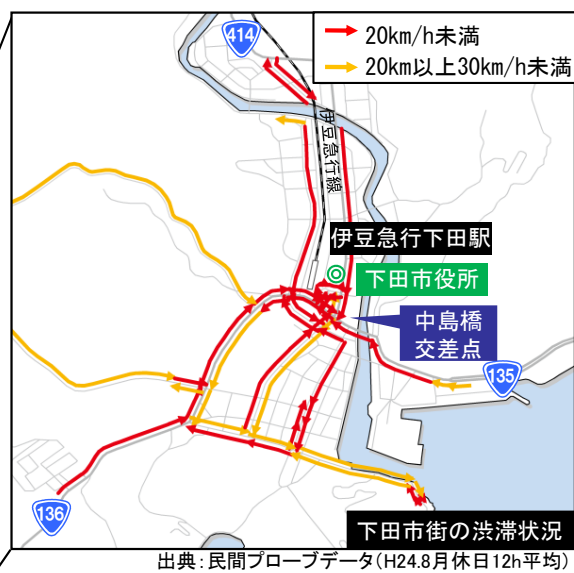 20km/h未満
20km以上30km/h未満
414
伊豆急行線
伊豆急行下田駅
下田市役所
中島橋
交差点
135
136
下田市街の渋滞状況
出典：民間プローブデータ（H24.8月休日12h平均）